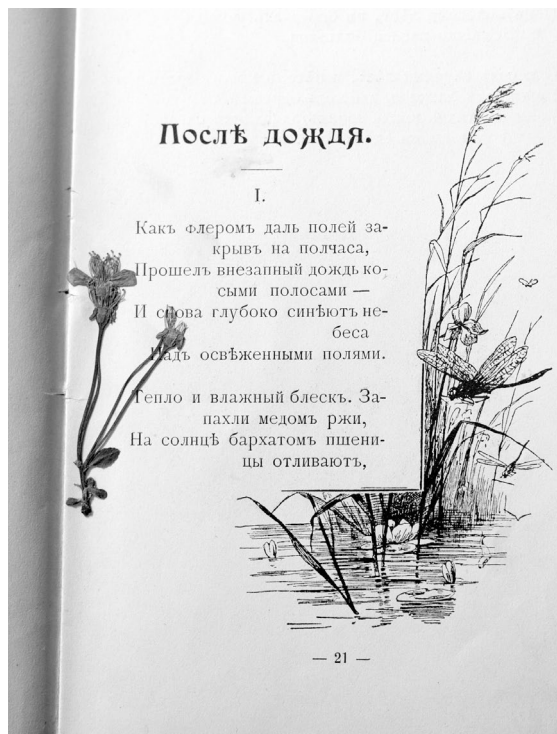 Послѣ дождя.
I.
Какъ флеромъ даль полей за-
крывъ на полчаса,
Прошелъ внезапный дождь ко-
сыми полосами —
И снова глубоко синѣютъ не-
беса
Надъ освѣженными полями.
Тепло и влажный блескъ. За-
пахли медомъ ржи,
На солнцѣ бархатомъ пшени-
цы отливаютъ,
— 21 —